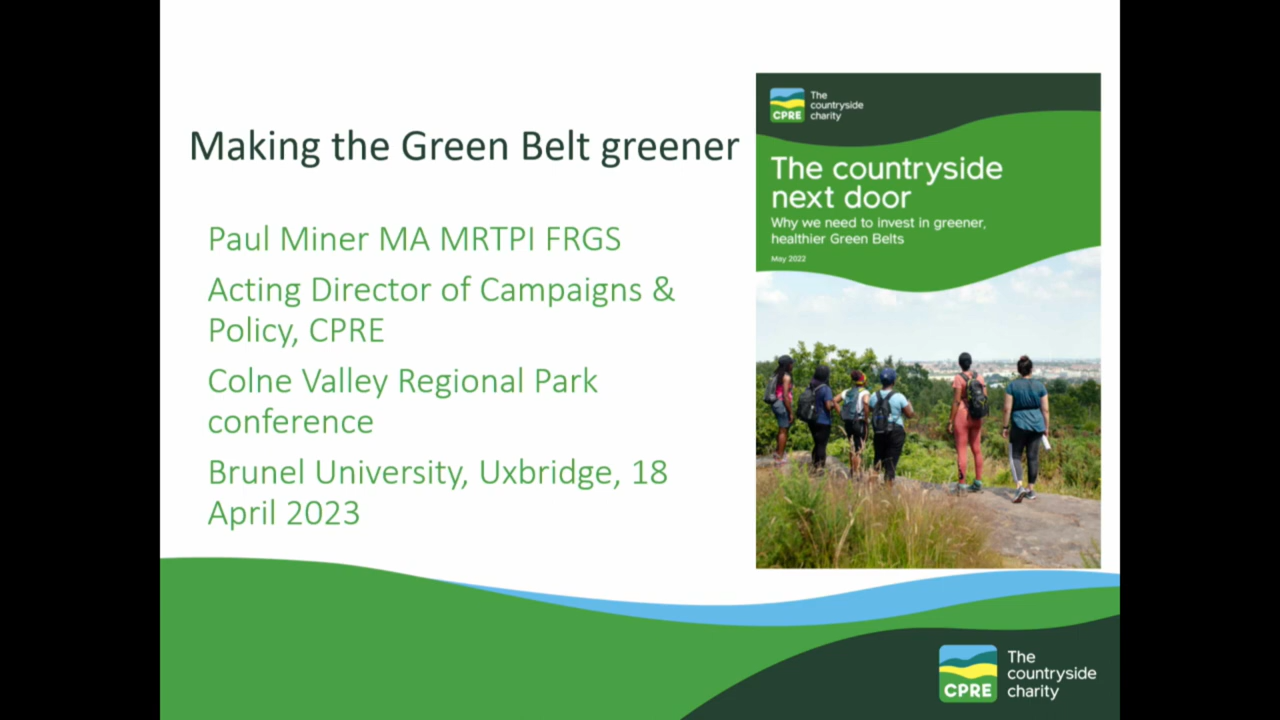 Making the Green Belt greener
Paul Miner MA MRTPI FRGS
Acting Director of Campaigns &
Policy, CPRE
Colne Valley Regional Park
conference
Brunel University, Uxbridge, 18
April 2023
CPRE
The
countryside
charity
The countryside
next door
Why we need to invest in greener,
healthier Green Belts
May 2022
CPRE
The
countryside
charity